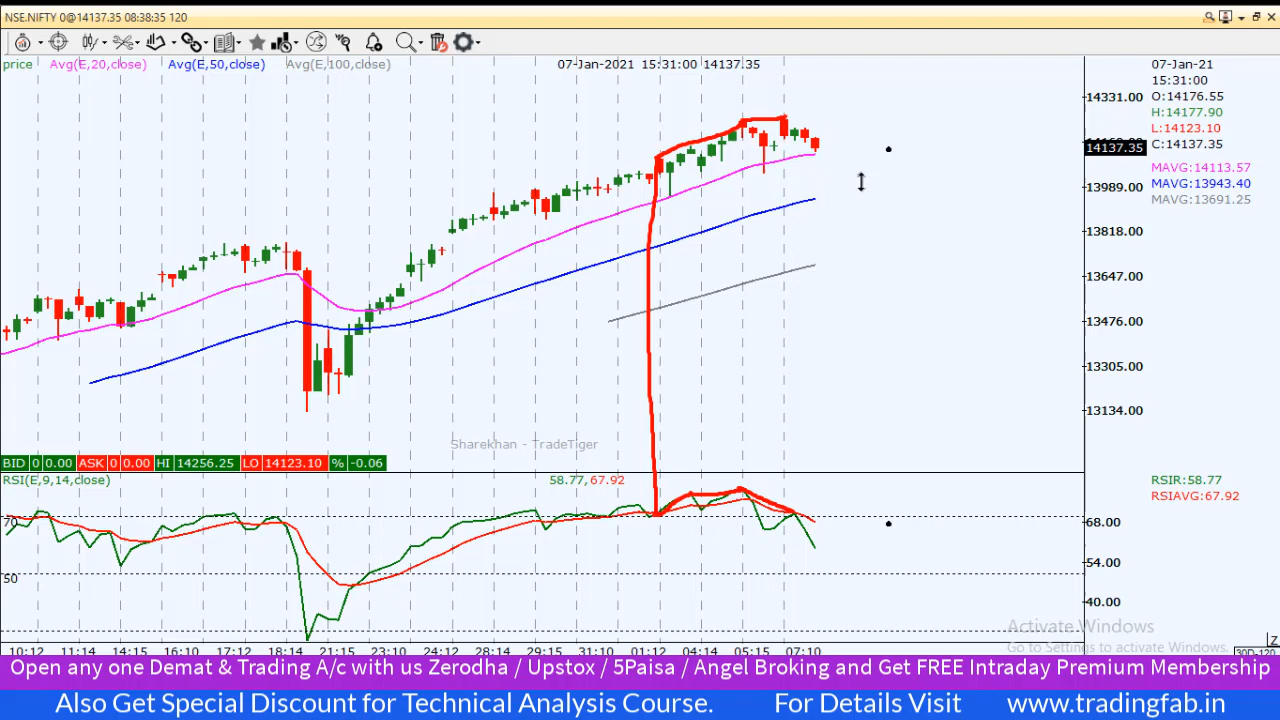 NSE.NIFTY 0@14137.35 08:38:35 120
price Avg(E,20,close) Avg(E,50,close) Avg(E,100,close) 07-Jan-2021 15:31:00 14137.35
07-Jan-21
15:31:00
O:14176.55
H:14177.90
L:14123.10
C:14137.35
MAVG:14113.57
MAVG:13943.40
MAVG:13691.25
14331.00
14137.35
13989.00
13818.00
13647.00
13476.00
13305.00
13134.00
Sharekhan - TradeTiger
BID 0 0.00 ASK 0 0.00 HI 14256.25 LO 14123.10 % -0.06
RSI(E,9,14,close) 58.77,67.92
RSIR:58.77
RSIAVG:67.92
70
68.00
54.00
50
40.00
Activate Windows
Go to Settings to activate Windows.
10:12 11:14 14:15 16:10 17:12 18:14 21:15 23:10 24:12 28:14 29:15 31:10 01:12 04:14 05:15 07:10
30D-120
Z
Open any one Demat & Trading A/c with us Zerodha / Upstox / 5Paisa / Angel Broking and Get FREE Intraday Premium Membership
Also Get Special Discount for Technical Analysis Course. For Details Visit www.tradingfab.in